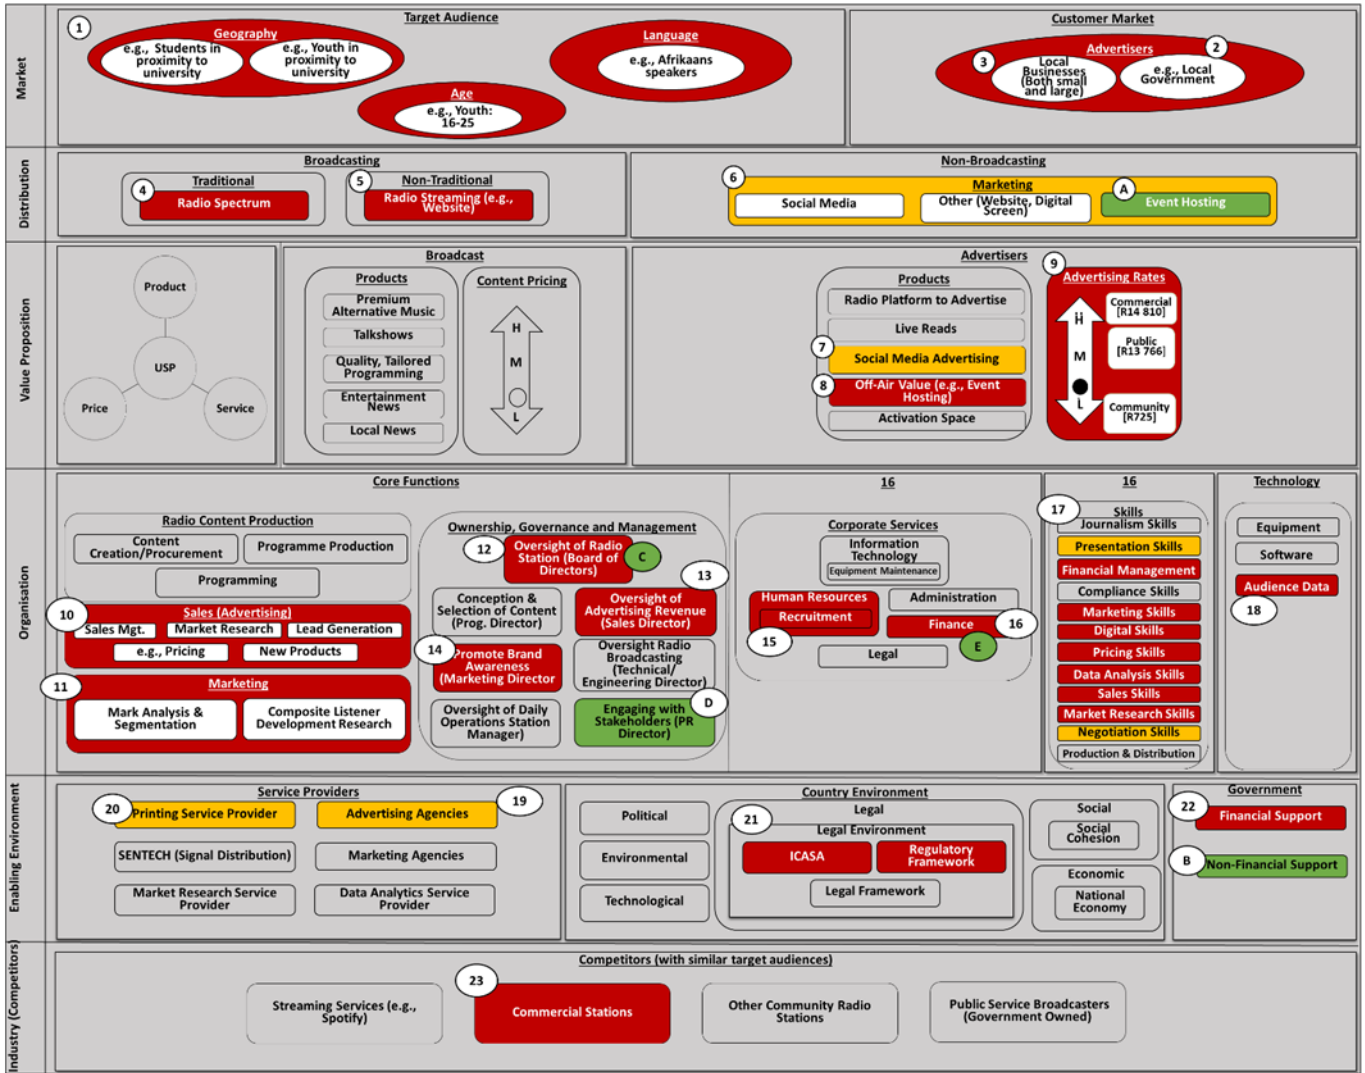 Market
Target Audience
1
Geography
e.g., Students in
proximity to
university
e.g., Youth in
proximity to
university
Age
e.g., Youth:
16-25
Language
e.g., Afrikaans
speakers
Customer Market
Advertisers
2
3
Local
Businesses
(Both small
and large)
e.g., Local
Government
Distribution
Broadcasting
Traditional
4
Radio Spectrum
Non-Traditional
5
Radio Streaming (e.g.,
Website)
Non-Broadcasting
6
Marketing
Social Media
Other (Website, Digital
Screen)
A
Event Hosting
Value Proposition
Product
USP
Price
Service
Broadcast
Products
Premium
Alternative Music
Talkshows
Quality, Tailored
Programming
Entertainment
News
Local News
Content Pricing
H
M
L
Advertisers
Products
Radio Platform to Advertise
Live Reads
7
Social Media Advertising
8
Off-Air Value (e.g., Event
Hosting)
Activation Space
9
Advertising Rates
H
M
L
Commercial
[R14 810]
Public
[R13 766]
Community
[R725]
Organisation
Core Functions
Radio Content Production
Content
Creation/Procurement
Programme Production
Programming
10
Sales (Advertising)
Sales Mgt.
Market Research
Lead Generation
e.g., Pricing
New Products
11
Marketing
Mark Analysis &
Segmentation
Composite Listener
Development Research
Ownership, Governance and Management
12
Oversight of Radio
Station (Board of
Directors)
C
13
Conception &
Selection of Content
(Prog. Director)
Oversight of
Advertising Revenue
(Sales Director)
14
Promote Brand
Awareness
(Marketing Director
Oversight Radio
Broadcasting
(Technical/
Engineering Director)
Oversight of Daily
Operations Station
Manager)
D
Engaging with
Stakeholders (PR
Director)
16
Corporate Services
Information
Technology
Equipment Maintenance
Human Resources
Recruitment
15
Administration
Finance
16
E
Legal
16
17
Skills
Journalism Skills
Presentation Skills
Financial Management
Compliance Skills
Marketing Skills
Digital Skills
Pricing Skills
Data Analysis Skills
Sales Skills
Market Research Skills
Negotiation Skills
Production & Distribution
Technology
Equipment
Software
Audience Data
18
Enabling Environment
Service Providers
20
Printing Service Provider
Advertising Agencies
19
SENTECH (Signal Distribution)
Marketing Agencies
Market Research Service
Provider
Data Analytics Service
Provider
Country Environment
Political
Environmental
Technological
Legal
21
Legal Environment
ICASA
Regulatory
Framework
Legal Framework
Social
Social
Cohesion
Economic
National
Economy
Government
22
Financial Support
B
Non-Financial Support
Industry (Competitors)
Competitors (with similar target audiences)
Streaming Services (e.g.,
Spotify)
23
Commercial Stations
Other Community Radio
Stations
Public Service Broadcasters
(Government Owned)